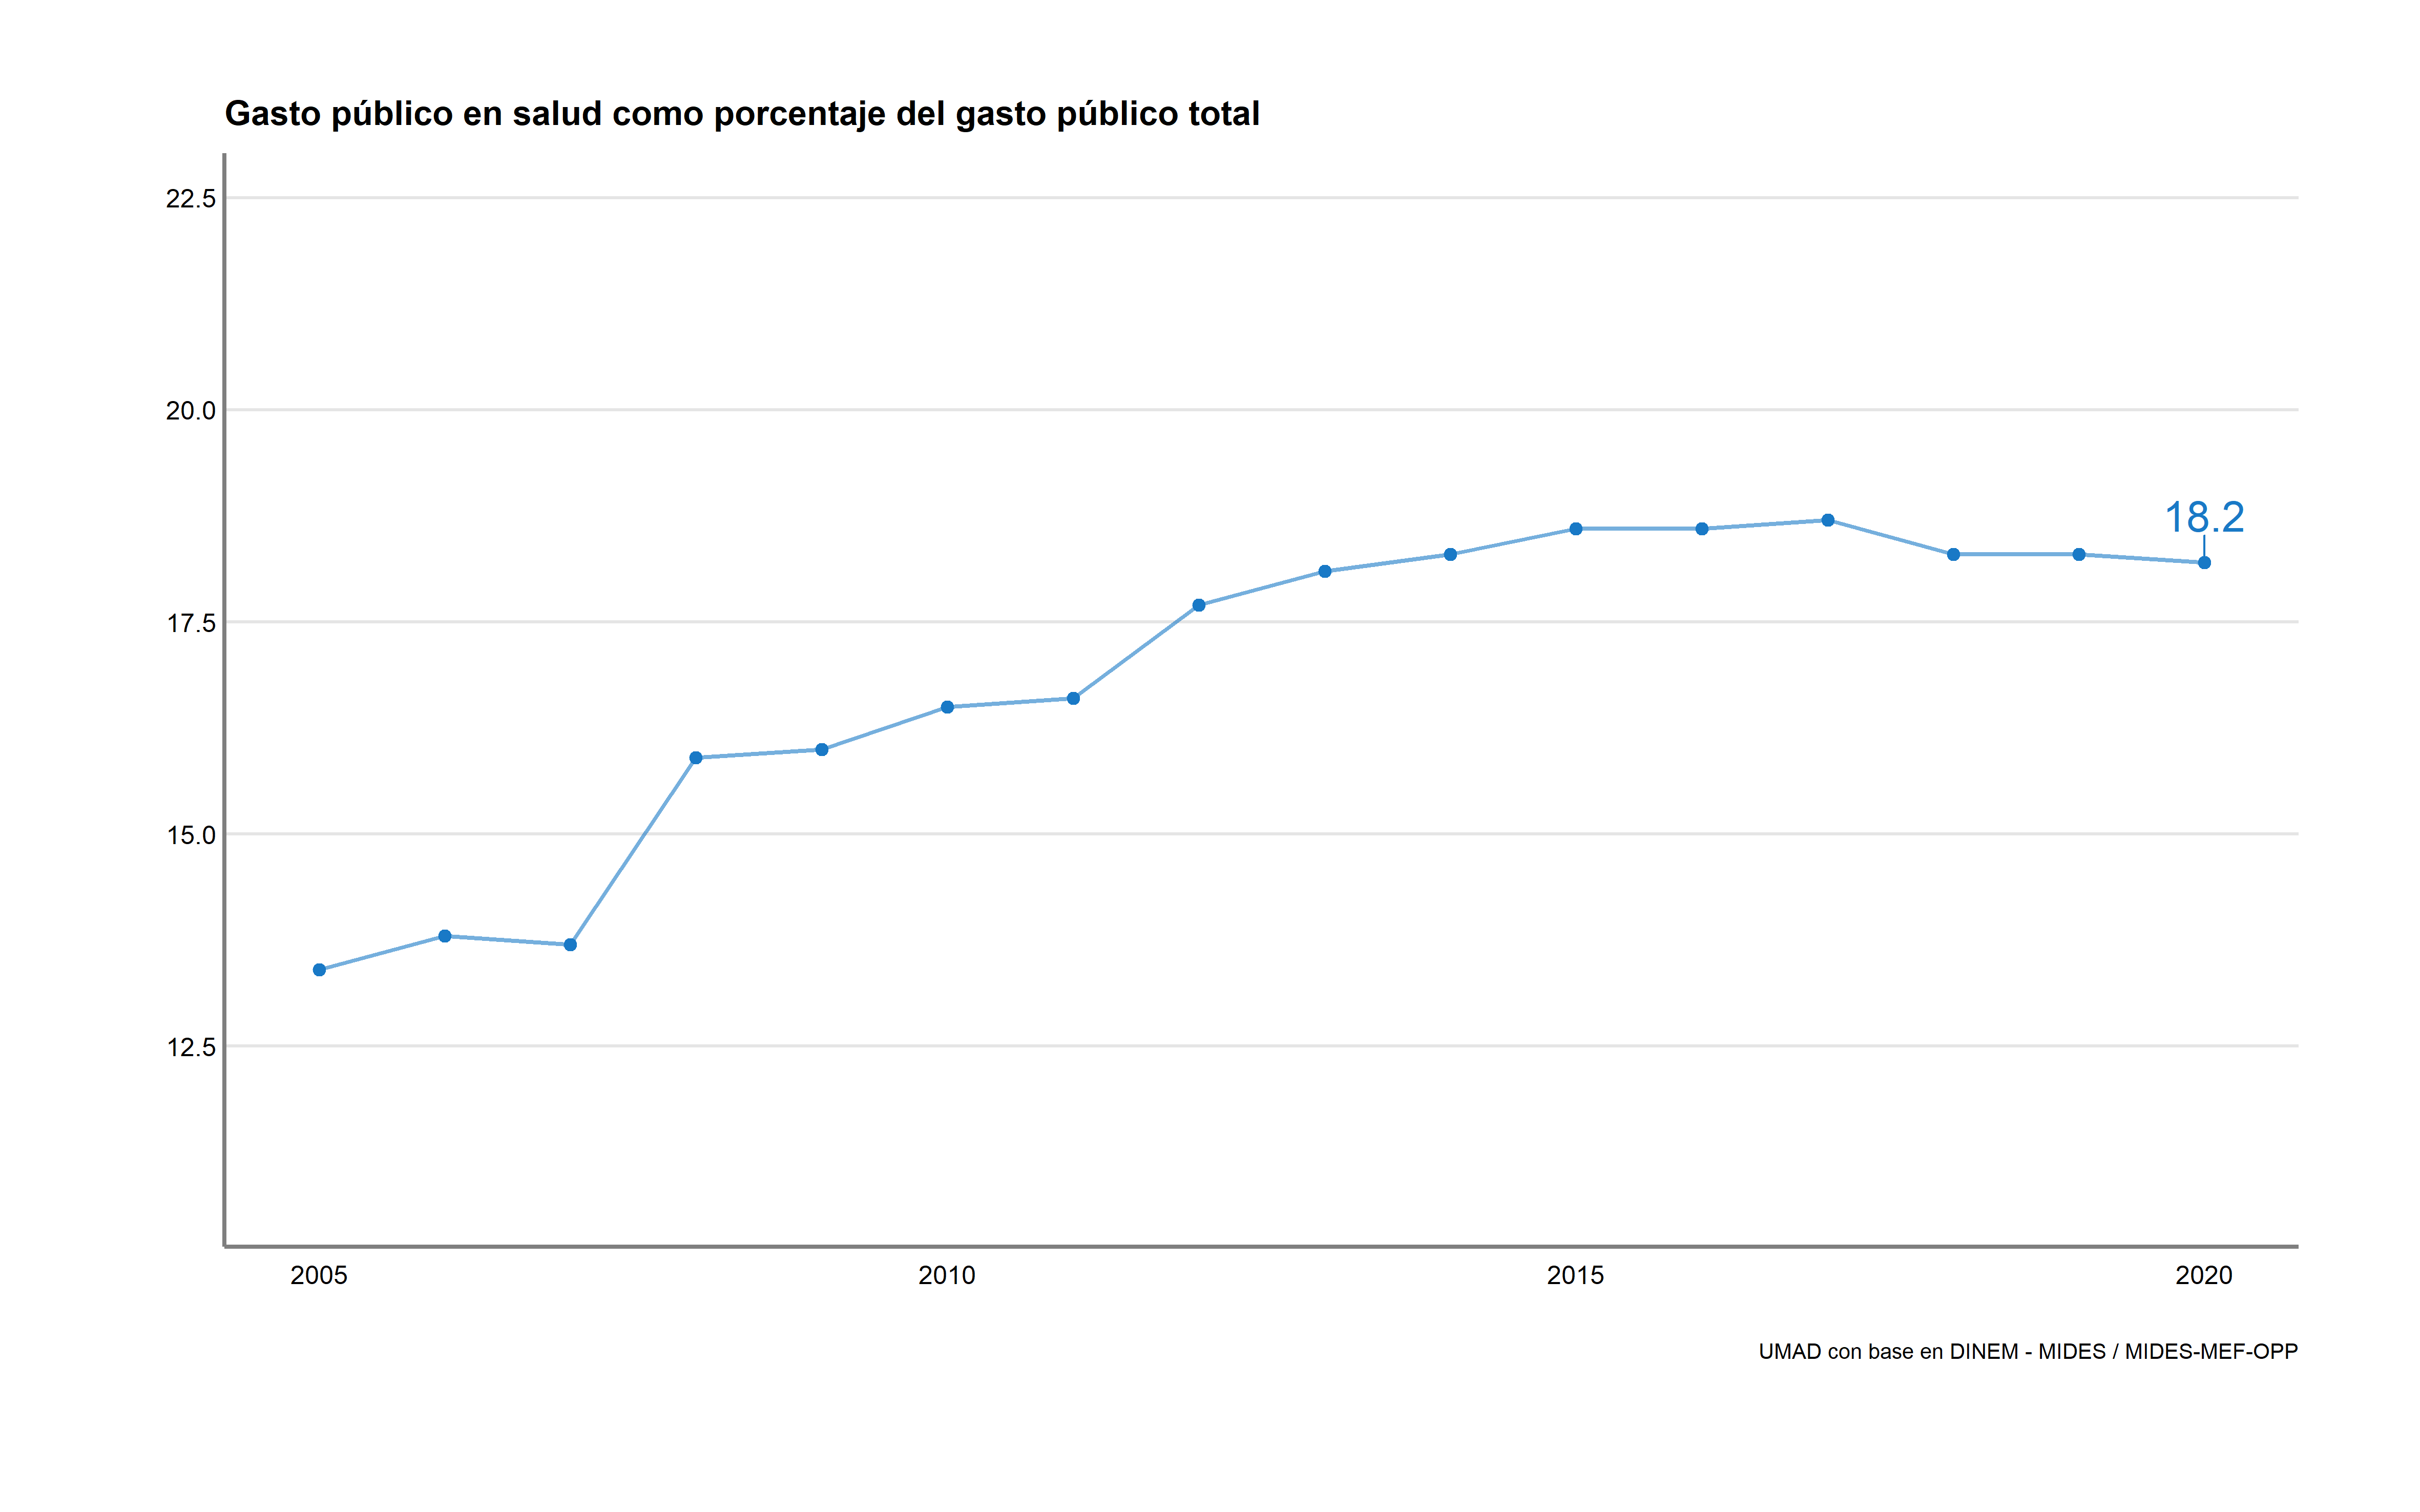 Gasto público en salud como porcentaje del gasto público total
22.5
20.0
18.2
17.5
15.0
12.5
2005 2010 2015 2020
UMAD con base en DINEM - MIDES / MIDES-MEF-OPP